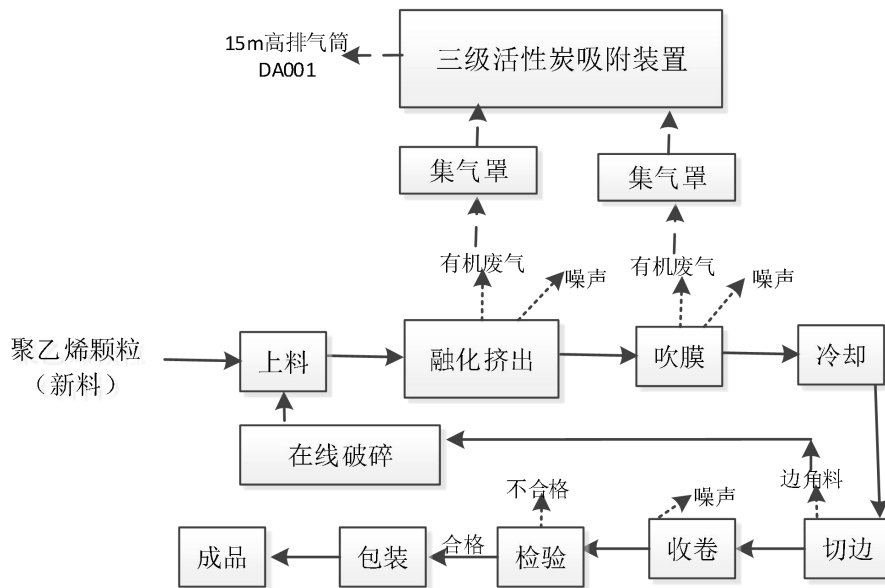 15m高排气筒
DA001
三级活性炭吸附装置
集气罩
集气罩
有机废气
噪声
有机废气
噪声
聚乙烯颗粒
（新料）
上料
融化挤出
吹膜
冷却
在线破碎
边角料
不合格
噪声
成品
包装
合格
检验
收卷
切边